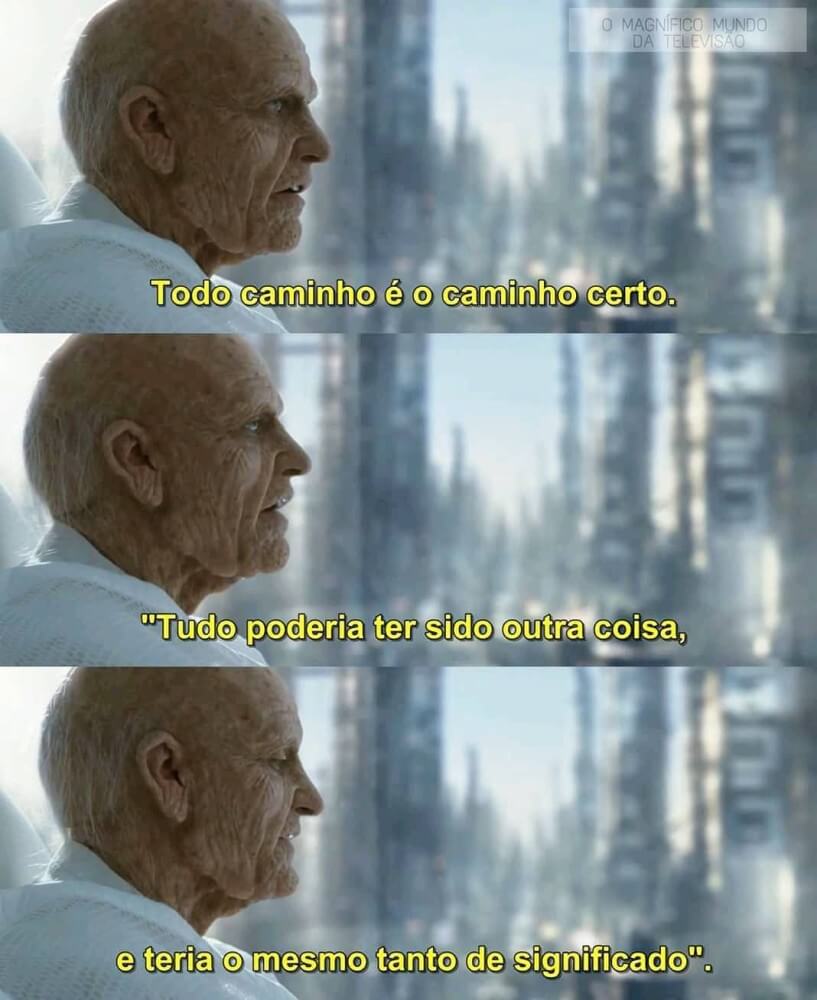 O MAGNÍFICO MUNDO
DA TELEVISÃO
Todo caminho é o caminho certo.
"Tudo poderia ter sido outra coisa,
e teria o mesmo tanto de significado".